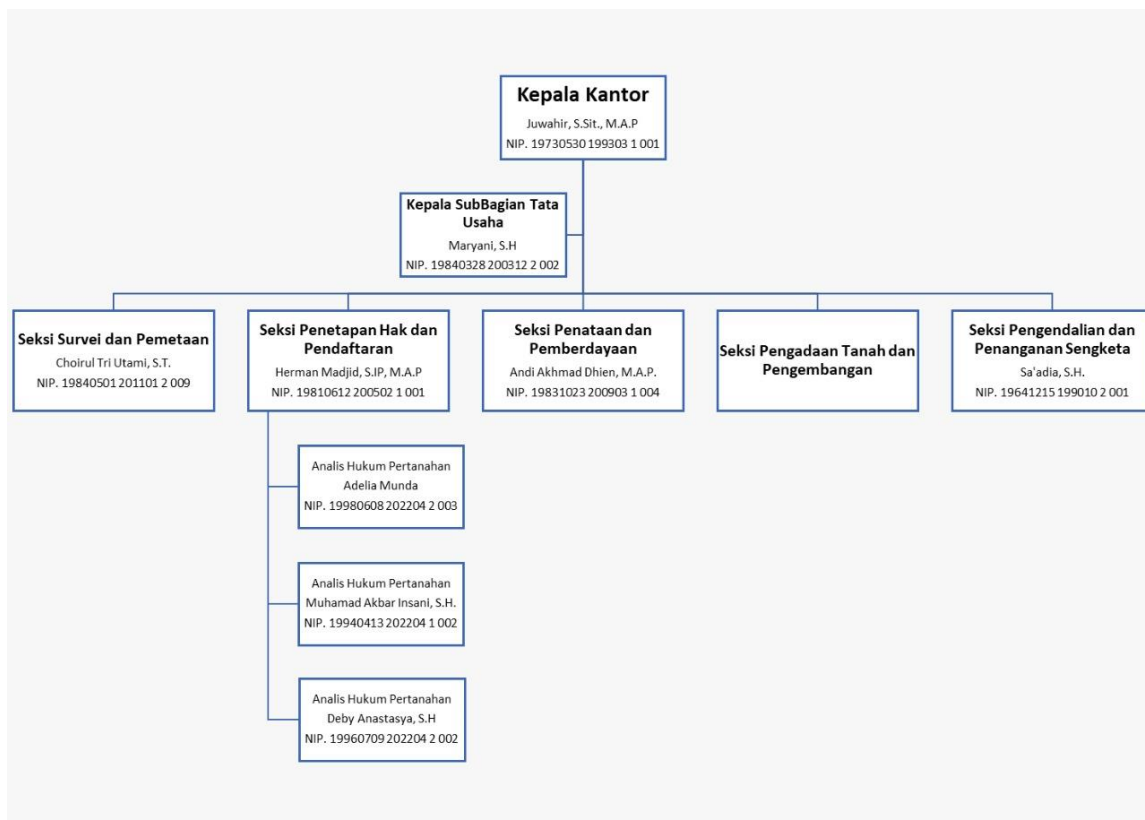 Kepala Kantor
Juwahir, S.Sit., M.A.P
NIP. 19730530 199303 1 001
Kepala SubBagian Tata
Usaha
Maryani, S.H
NIP. 19840328 200312 2 002
Seksi Survei dan Pemetaan
Choirul Tri Utami, S.T.
NIP. 19840501 201101 2 009
Seksi Penetapan Hak dan
Pendaftaran
Herman Madjid, S.IP, M.A.P
NIP. 19810612 200502 1 001
Seksi Penataan dan
Pemberdayaan
Andi Akhmad Dhien, M.A.P.
NIP. 19831023 200903 1 004
Seksi Pengadaan Tanah dan
Pengembangan
Seksi Pengendalian dan
Penanganan Sengketa
Sa'adia, S.H.
NIP. 19641215 199010 2 001
Analis Hukum Pertanahan
Adelia Munda
NIP. 19980608 202204 2 003
Analis Hukum Pertanahan
Muhamad Akbar Insani, S.H.
NIP. 19940413 202204 1 002
Analis Hukum Pertanahan
Deby Anastasya, S.H
NIP. 19960709 202204 2 002